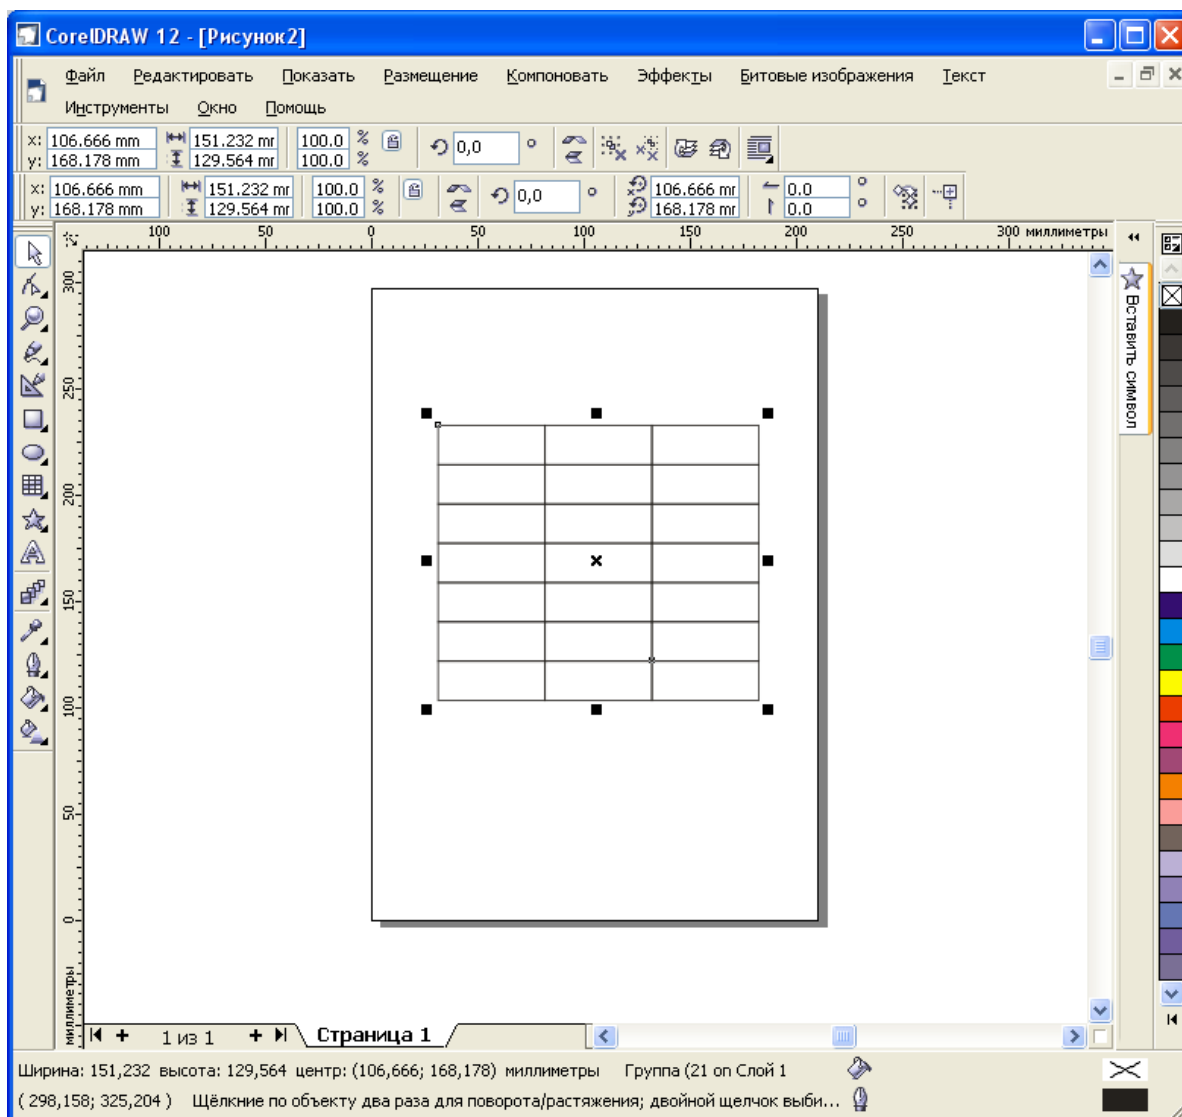 CorelDRAW 12 - [Рисунок2]
Файл Редактировать Показать Размещение Компоновать Эффекты Битовые изображения Текст
Инструменты Окно Помощь
x: 106.666 mm 151.232 mr 100.0 % 0,0 °
y: 168.178 mm 129.564 mr 100.0 %
x: 106.666 mm 151.232 mr 100.0 % 0,0 ° 106.666 mr 0.0 °
y: 168.178 mm 129.564 mr 100.0 % 168.178 mr 0.0 °
100 50 0 50 100 150 200 250 300 миллиметры
300
250
200
150
100
50
0
миллиметры
Вставить символ
1 из 1 Страница 1
Ширина: 151,232 высота: 129,564 центр: (106,666; 168,178) миллиметры Группа (21 on Слой 1
( 298,158; 325,204 ) Щёлкние по объекту два раза для поворота/растяжения; двойной щелчок выби...